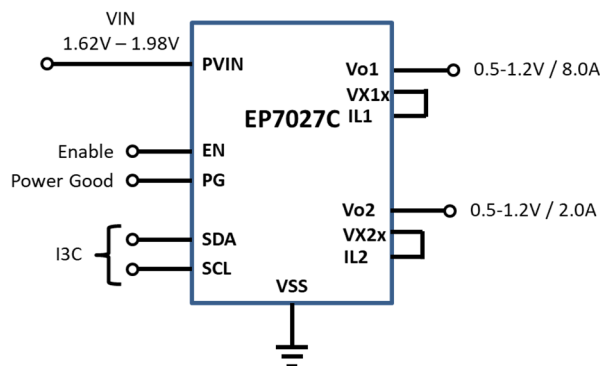 VIN
1.62V – 1.98V
PVIN
Vo1
0.5-1.2V / 8.0A
VX1x
EP7027C
IL1
Enable
EN
Power Good
PG
Vo2
0.5-1.2V / 2.0A
VX2x
I3C
SDA
IL2
SCL
VSS